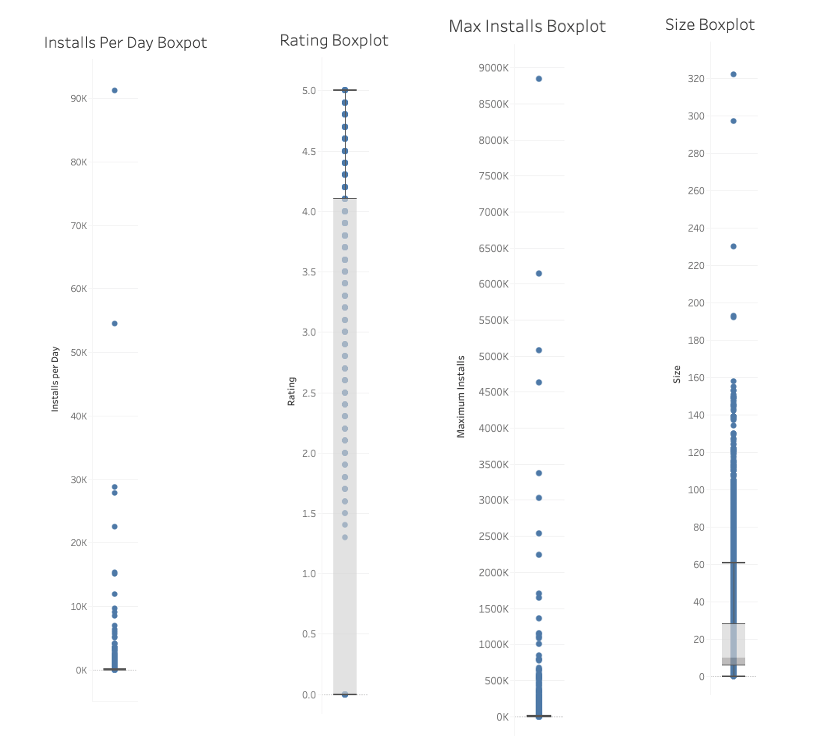 Installs Per Day Boxpot
90K
80K
70K
60K
50K
40K
30K
20K
10K
0K
Installs per Day
Rating Boxplot
5.0
4.5
4.0
3.5
3.0
2.5
2.0
1.5
1.0
0.5
0.0
Rating
Max Installs Boxplot
9000K
8500K
8000K
7500K
7000K
6500K
6000K
5500K
5000K
4500K
4000K
3500K
3000K
2500K
2000K
1500K
1000K
500K
0K
Maximum Installs
Size Boxplot
320
300
280
260
240
220
200
180
160
140
120
100
80
60
40
20
0
Size